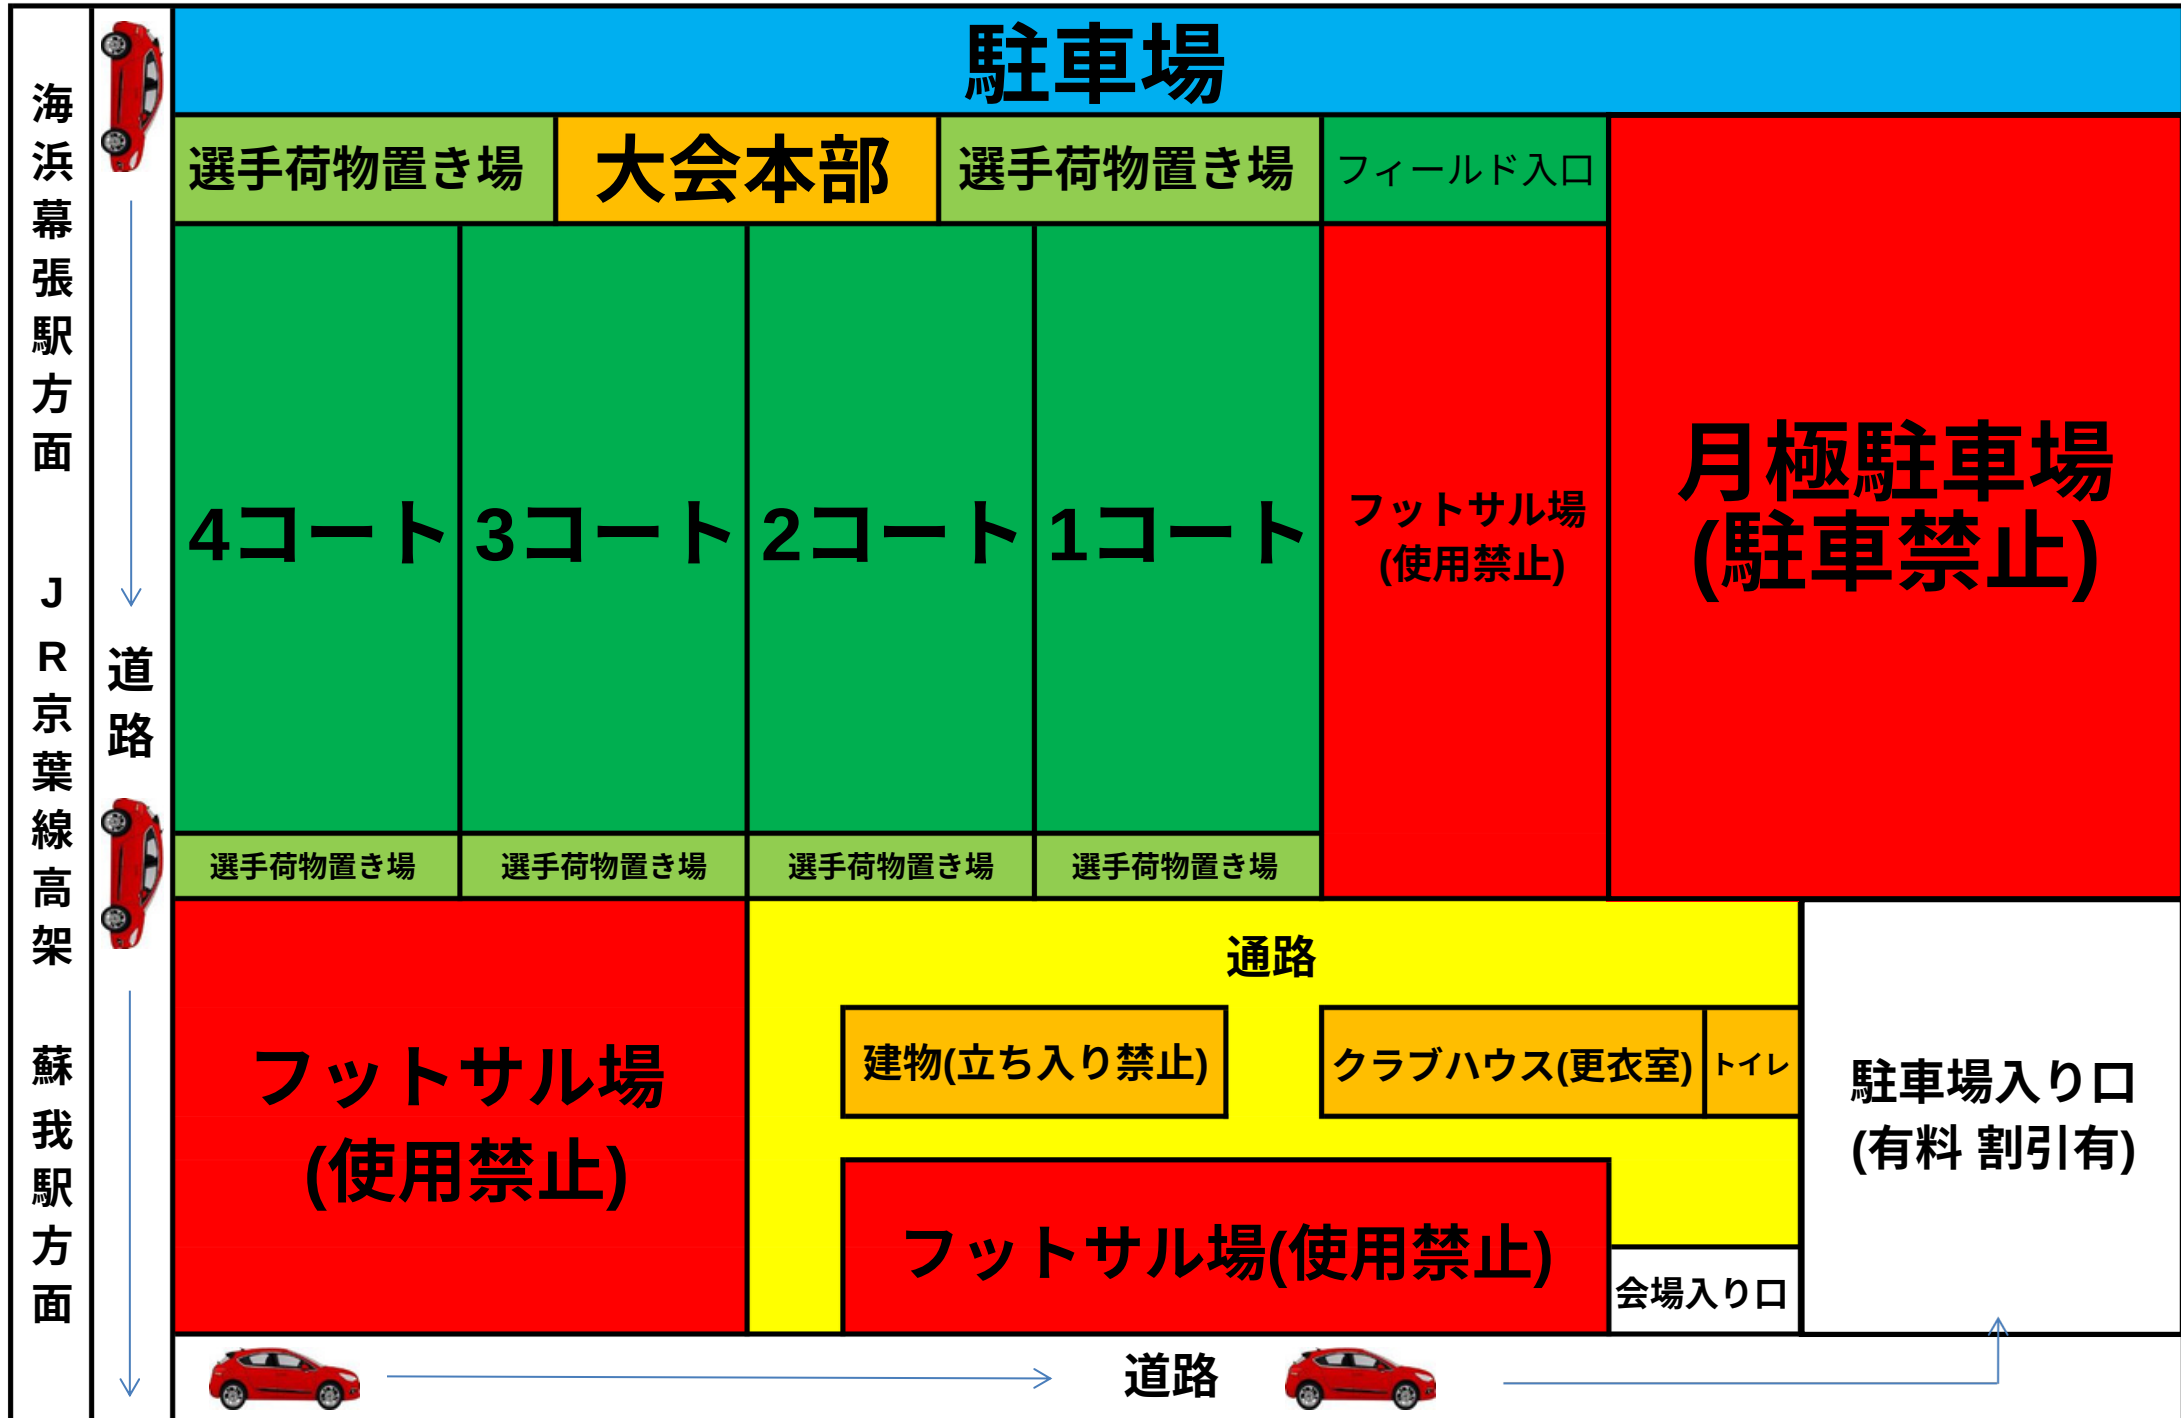 駐車場
選手荷物置き場
大会本部
選手荷物置き場
フィールド入口
海浜幕張駅方面
JR京葉線高架
蘇我駅方面
道路
4コート
3コート
2コート
1コート
フットサル場
(使用禁止)
月極駐車場
(駐車禁止)
選手荷物置き場
選手荷物置き場
選手荷物置き場
選手荷物置き場
フットサル場
(使用禁止)
通路
建物(立ち入り禁止)
クラブハウス(更衣室)
トイレ
駐車場入り口
(有料 割引有)
フットサル場(使用禁止)
会場入り口
道路